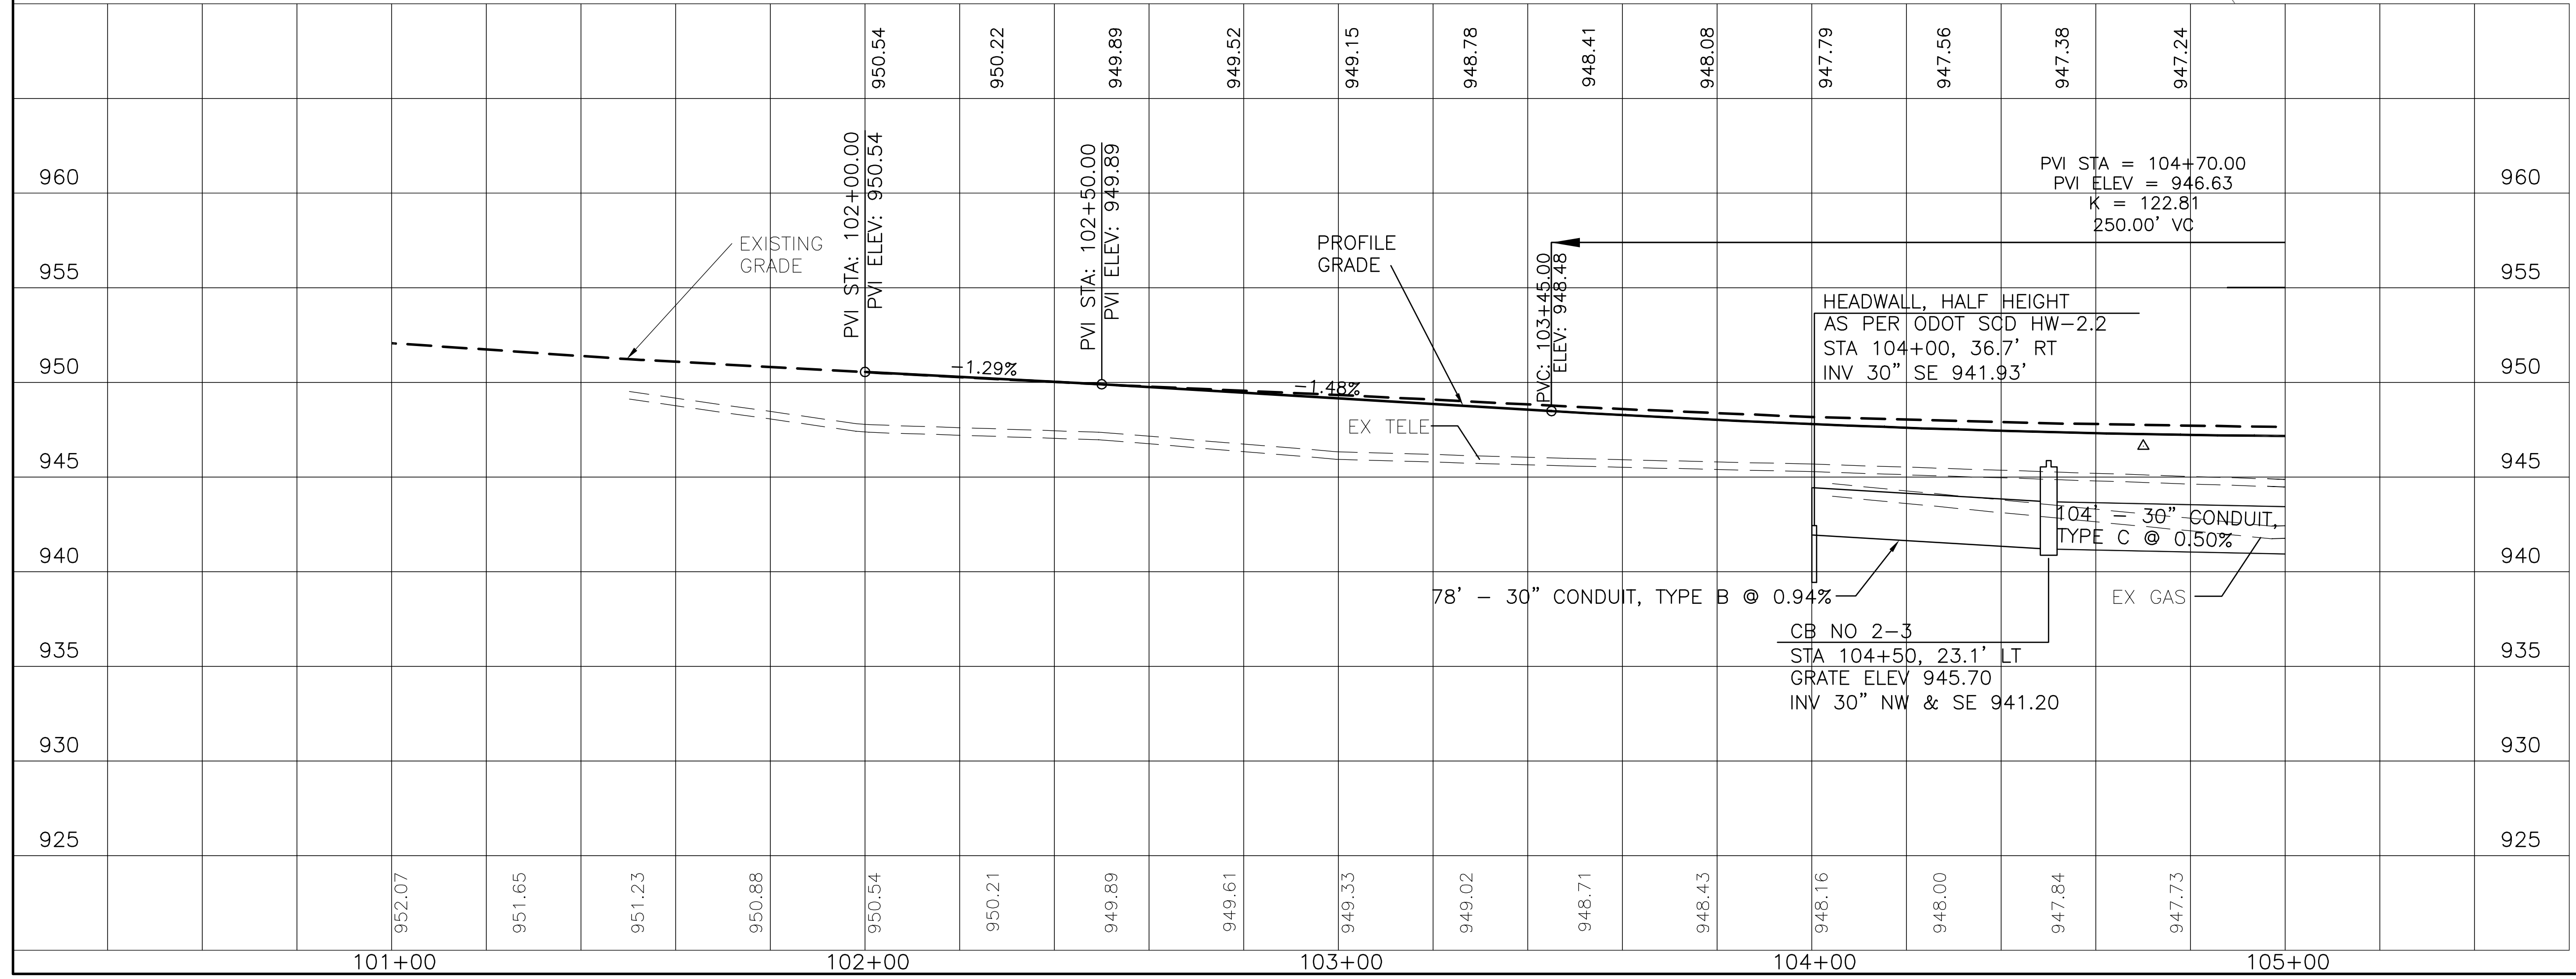 950.54
950.22
949.89
949.52
949.15
948.78
948.41
948.08
947.79
947.56
947.38
947.24
PVI STA: 102+00.00
PVI ELEV: 950.54
PVI STA: 102+50.00
PVI ELEV: 949.89
PVI STA = 104+70.00
PVI ELEV = 946.63
K = 122.81
250.00' VC
960
960
EXISTING
GRADE
PROFILE
GRADE
PVC: 103+45.00
ELEV: 948.48
955
955
HEADWALL, HALF HEIGHT
AS PER ODOT SCD HW-2.2
STA 104+00, 36.7' RT
INV 30" SE 941.93'
950
950
-1.29%
-1.48%
EX TELE
945
945
104' - 30" CONDUIT,
TYPE C @ 0.50%
940
940
78' - 30" CONDUIT, TYPE B @ 0.94%
EX GAS
CB NO 2-3
STA 104+50, 23.1' LT
GRATE ELEV 945.70
INV 30" NW & SE 941.20
935
935
930
930
925
925
952.07
951.65
951.23
950.88
950.54
950.21
949.89
949.61
949.33
949.02
948.71
948.43
948.16
948.00
947.84
947.73
101+00
102+00
103+00
104+00
105+00